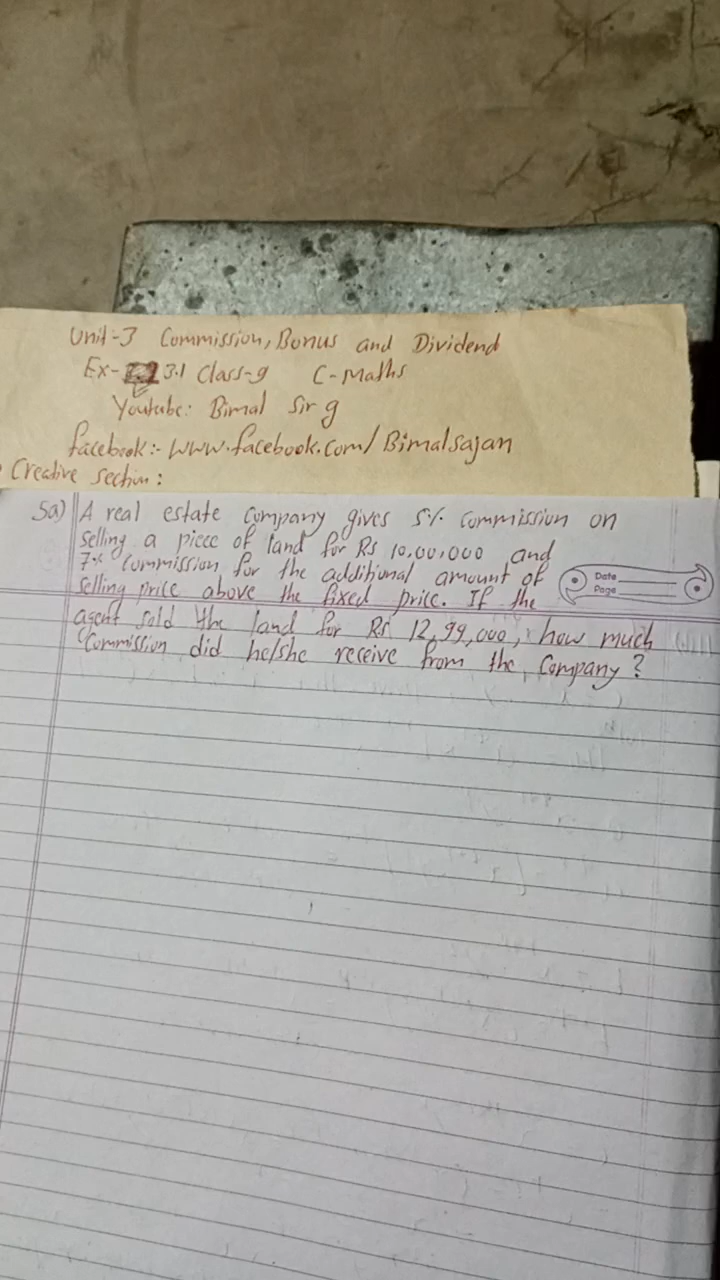 Unit-3 Commission, Bonus and Dividend
Ex- 3.1 Class-9 C-Maths
Youtube: Bimal Sir g
facebook:- www.facebook.com/Bimalsajan
Creative section:
5a) A real estate company gives 5% commission on
selling a piece of land for Rs 10,00,000 and
7% commission for the additional amount of
selling price above the fixed price. If the
agent sold the land for Rs 12,99,000, how much
commission did he/she receive from the company?
Date
Page